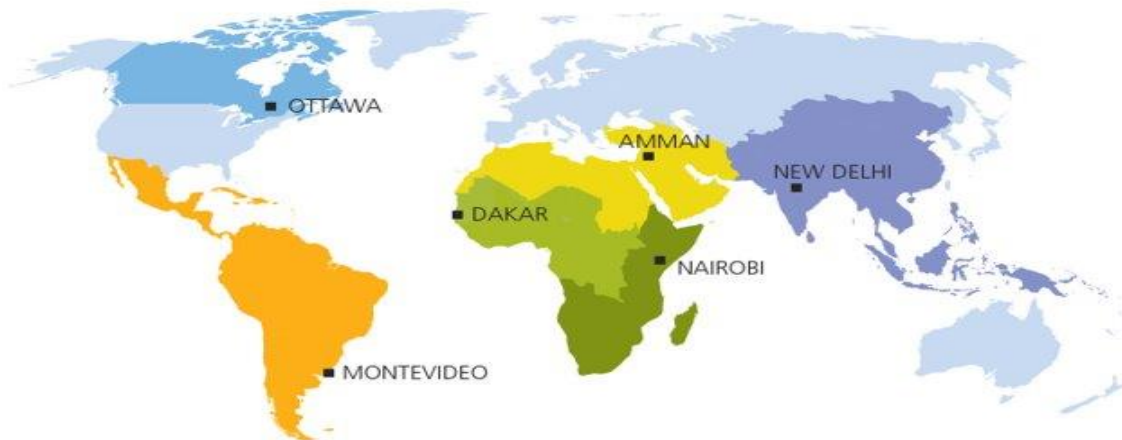 OTTAWA
AMMAN
NEW DELHI
DAKAR
NAIROBI
MONTEVIDEO